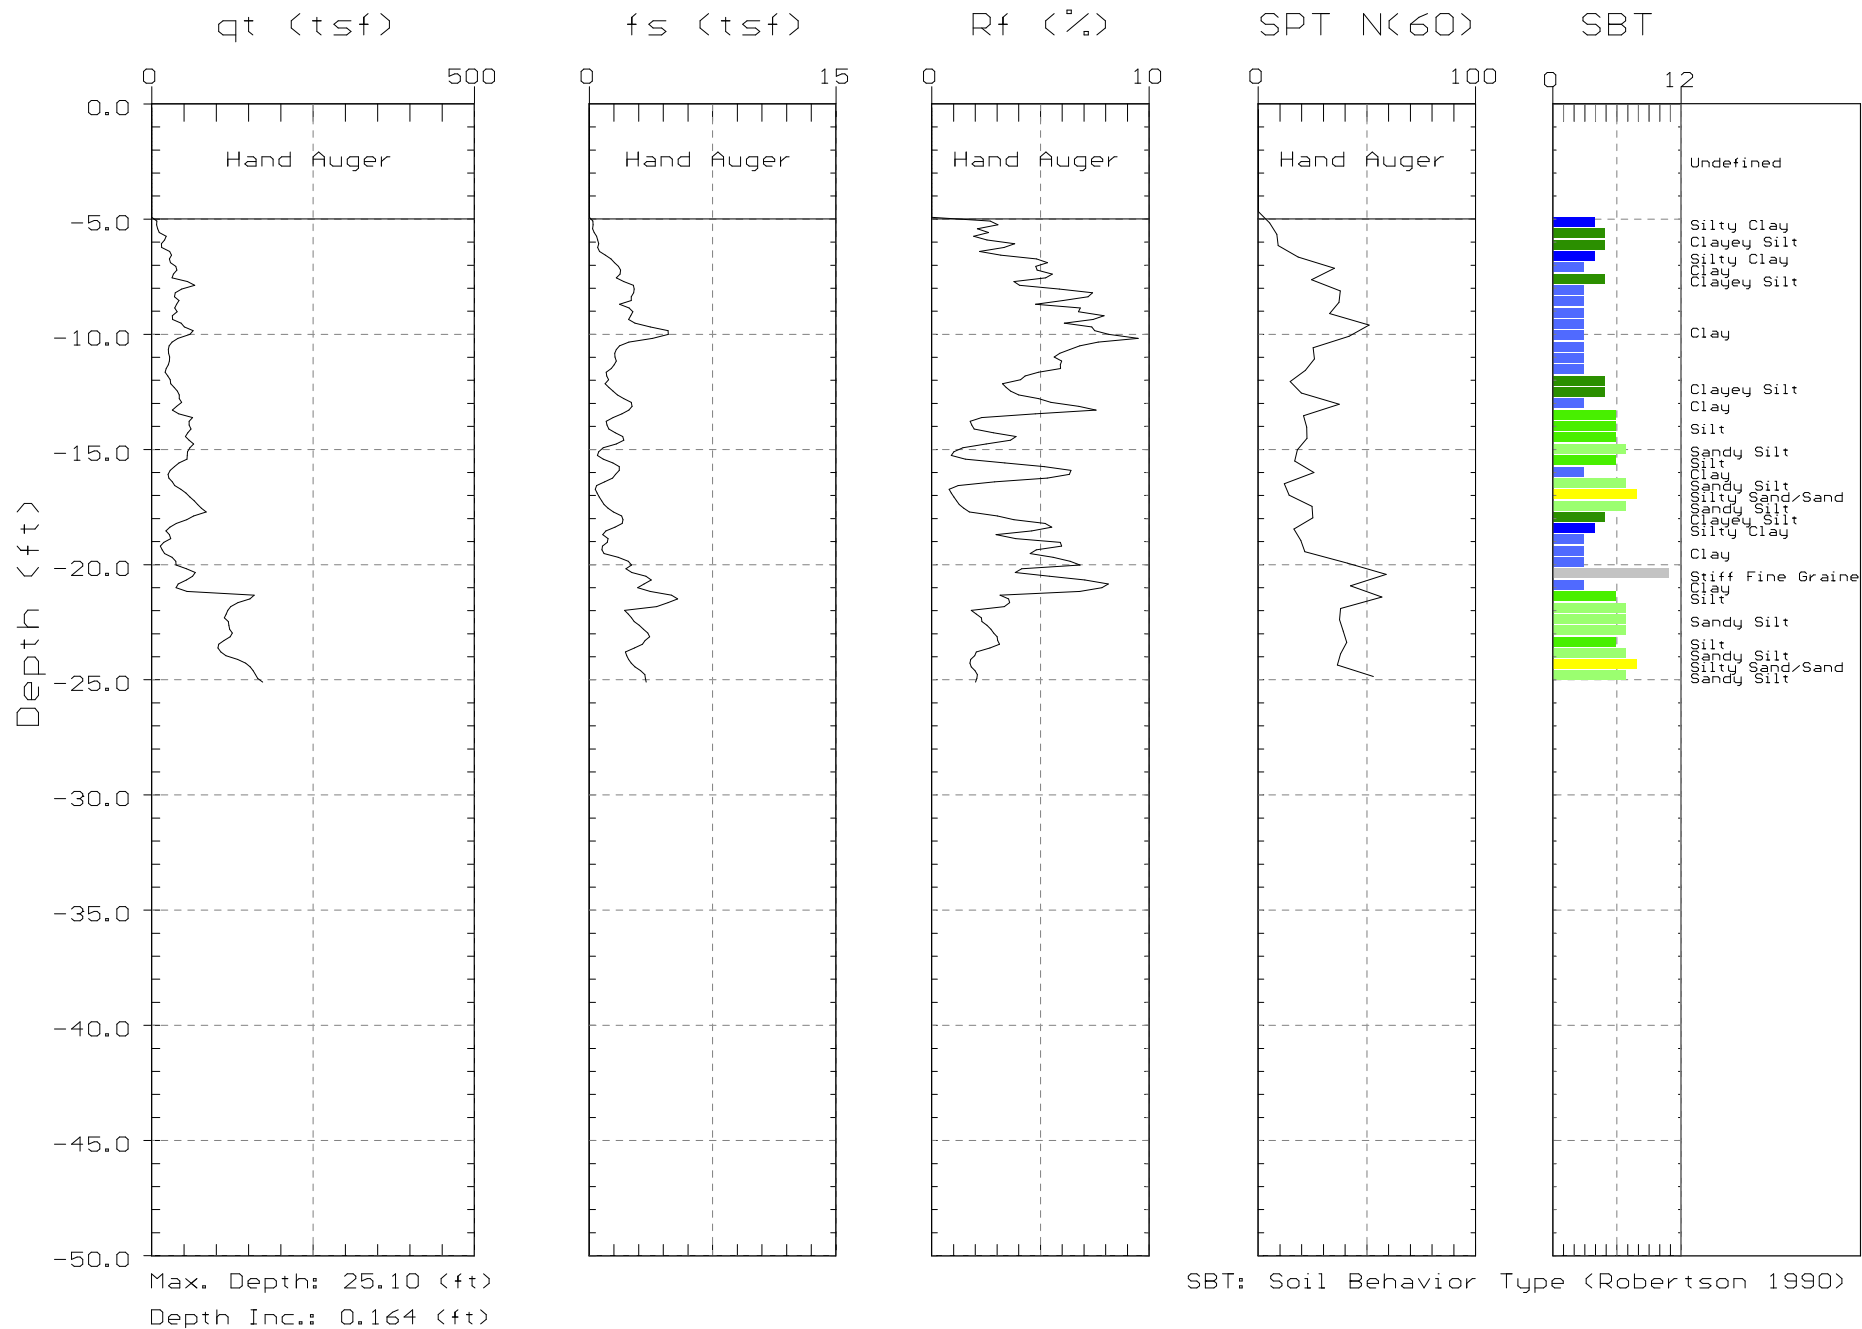 qt (tsf) fs (tsf) Rf (%) SPT N(60) SBT
0 500 0 15 0 10 0 100 0 12
0.0
Hand Auger Hand Auger Hand Auger Hand Auger Undefined
-5.0
Silty Clay
Clayey Silt
Silty Clay
Clay
Clayey Silt
-10.0 Clay
Clayey Silt
Clay
Silt
-15.0
Sandy Silt
Silt
Clay
Sandy Silt
Silty Sand/Sand
Sandy Silt
Clayey Silt
Silty Clay
Clay
-20.0
Stiff Fine Graine
Clay
Silt
Sandy Silt
Silt
Sandy Silt
Silty Sand/Sand
Sandy Silt
-25.0
Depth (ft)
-30.0
-35.0
-40.0
-45.0
-50.0
Max. Depth: 25.10 (ft) SBT: Soil Behavior Type (Robertson 1990)
Depth Inc.: 0.164 (ft)